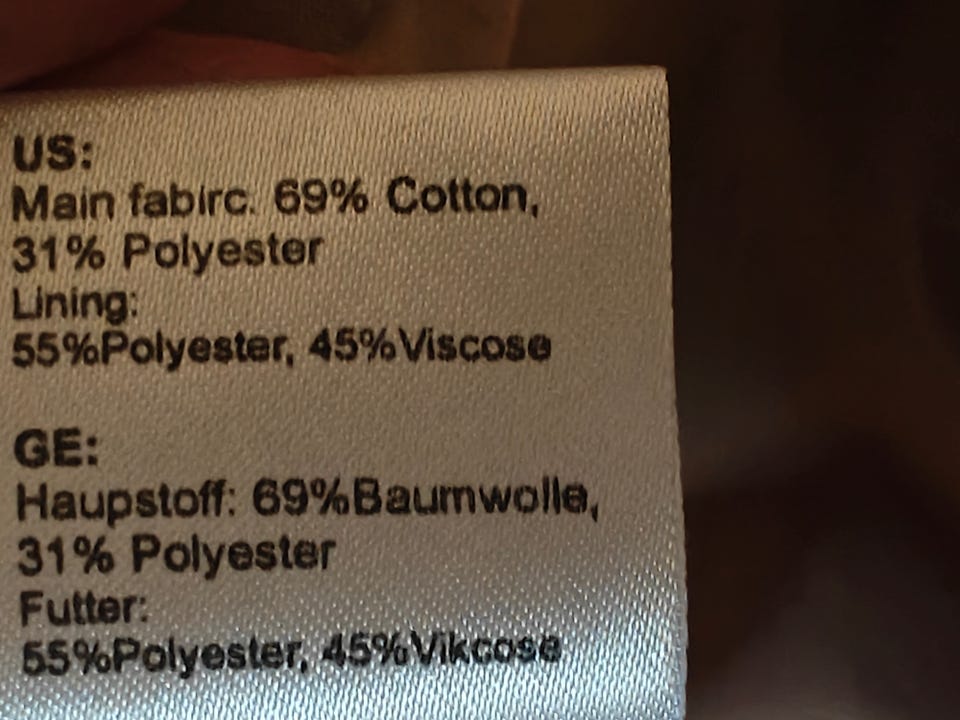 US:
Main fabirc. 69% Cotton,
31% Polyester
Lining:
55%Polyester, 45%Viscose
GE:
Haupstoff: 69%Baumwolle,
31% Polyester
Futter:
55%Polyester, 45%Vikcose